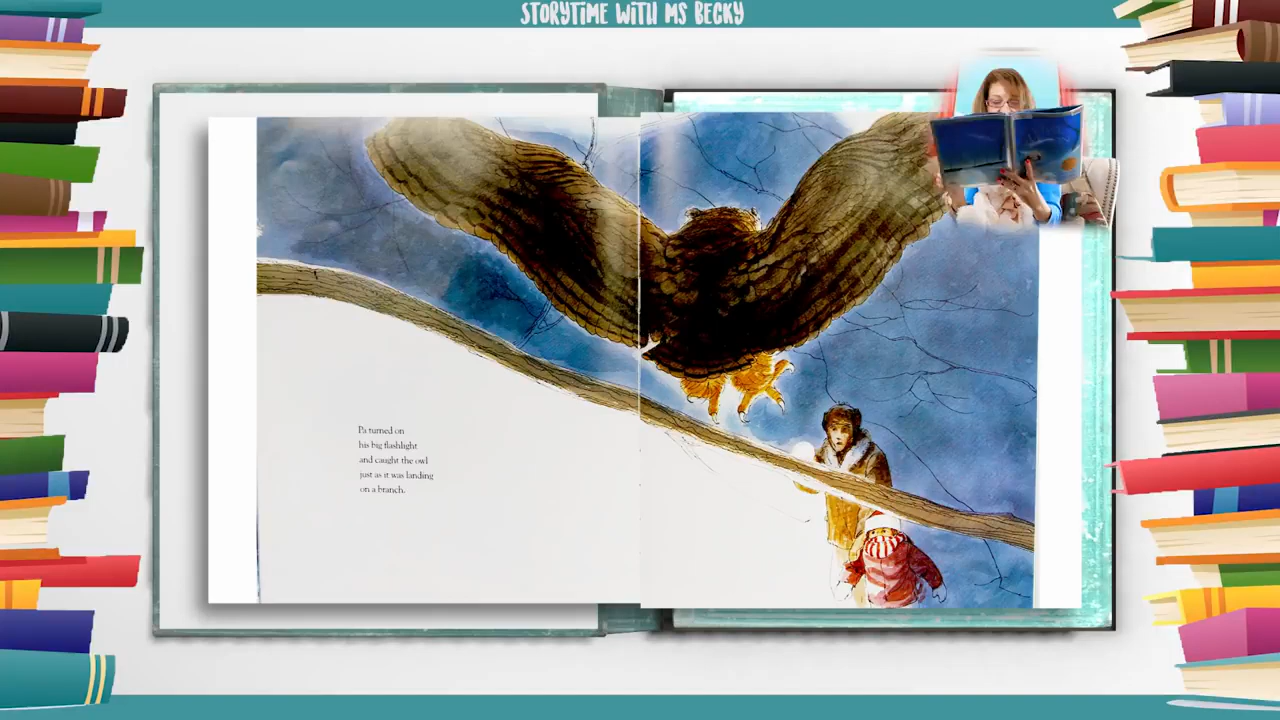 STORYTIME WITH MS BECKY
Pa turned on
his big flashlight
and caught the owl
just as it was landing
on a branch.